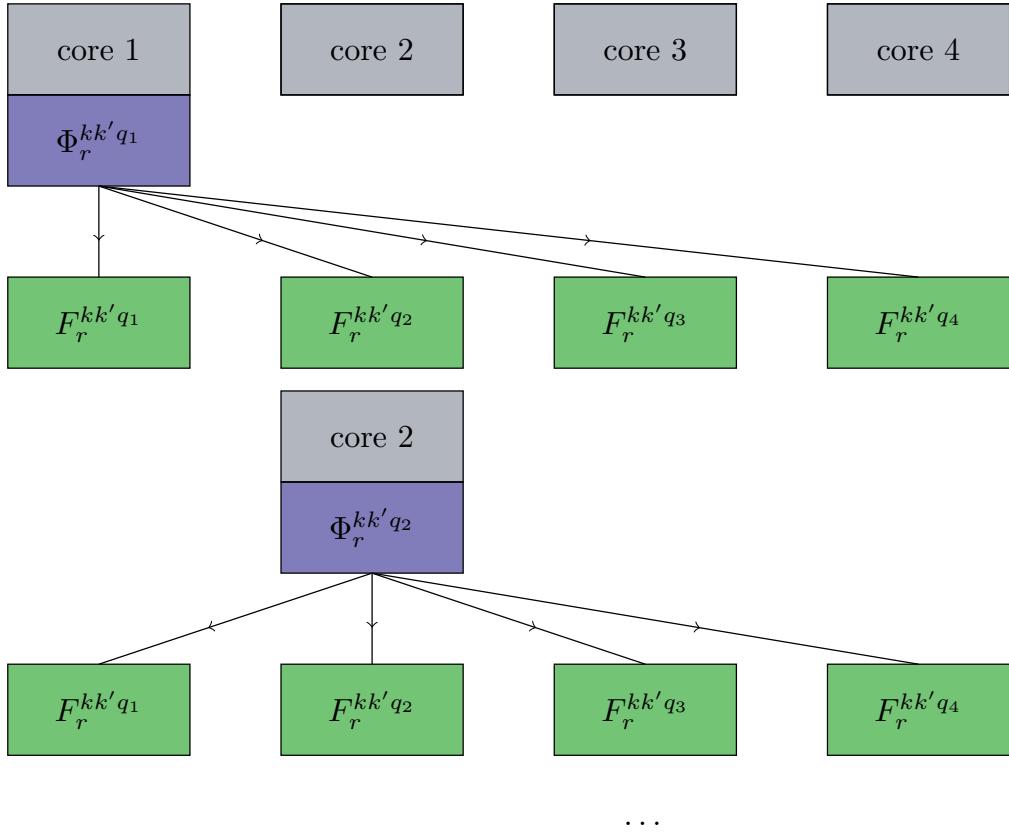 core 1 core 2 core 3 core 4
$\Phi_r^{kk'q_1}$
$F_r^{kk'q_1}$ $F_r^{kk'q_2}$ $F_r^{kk'q_3}$ $F_r^{kk'q_4}$
core 2
$\Phi_r^{kk'q_2}$
$F_r^{kk'q_1}$ $F_r^{kk'q_2}$ $F_r^{kk'q_3}$ $F_r^{kk'q_4}$
...